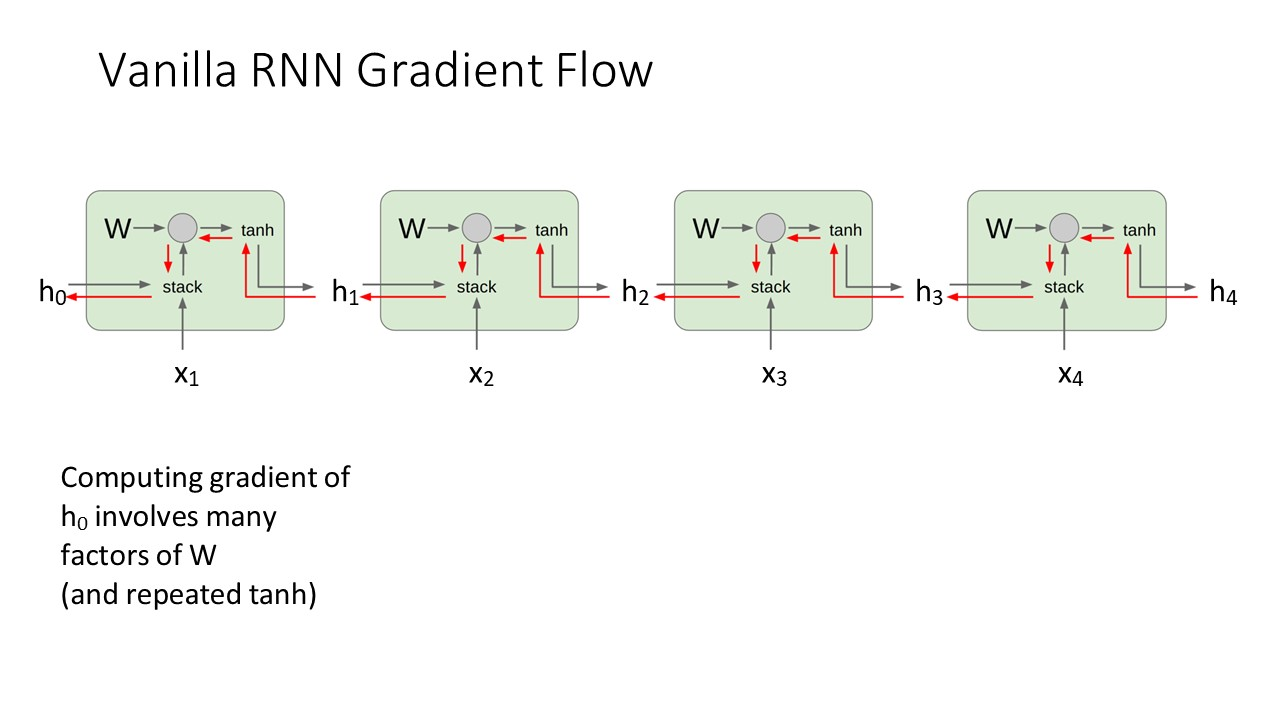 Vanilla RNN Gradient Flow
W tanh W tanh W tanh W tanh
h₀ stack h₁ stack h₂ stack h₃ stack h₄
x₁ x₂ x₃ x₄
Computing gradient of
h₀ involves many
factors of W
(and repeated tanh)